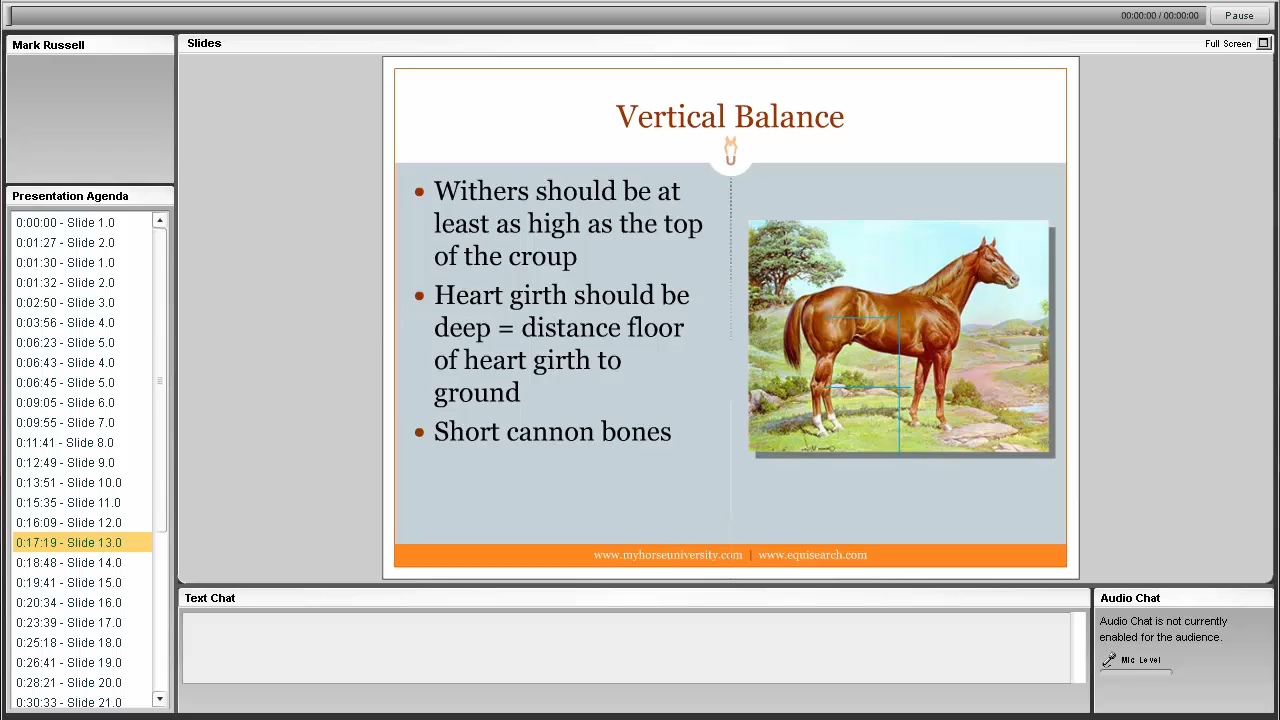 00:00:00 / 00:00:00
Pause
Mark Russell
Slides
Full Screen
Vertical Balance
Withers should be at
least as high as the top
of the croup
Heart girth should be
deep = distance floor
of heart girth to
ground
Short cannon bones
www.myhorseuniversity.com | www.equisearch.com
Presentation Agenda
0:00:00 - Slide 1.0
0:01:27 - Slide 2.0
0:01:30 - Slide 1.0
0:01:32 - Slide 2.0
0:02:50 - Slide 3.0
0:03:56 - Slide 4.0
0:06:23 - Slide 5.0
0:06:43 - Slide 4.0
0:06:45 - Slide 5.0
0:09:05 - Slide 6.0
0:09:55 - Slide 7.0
0:11:41 - Slide 8.0
0:12:49 - Slide 9.0
0:13:51 - Slide 10.0
0:15:35 - Slide 11.0
0:16:09 - Slide 12.0
0:17:19 - Slide 13.0
0:18:48 - Slide 14.0
0:19:41 - Slide 15.0
0:20:34 - Slide 16.0
0:23:39 - Slide 17.0
0:25:18 - Slide 18.0
0:26:41 - Slide 19.0
0:28:21 - Slide 20.0
0:30:33 - Slide 21.0
Text Chat
Audio Chat
Audio Chat is not currently
enabled for the audience.
Mic Level